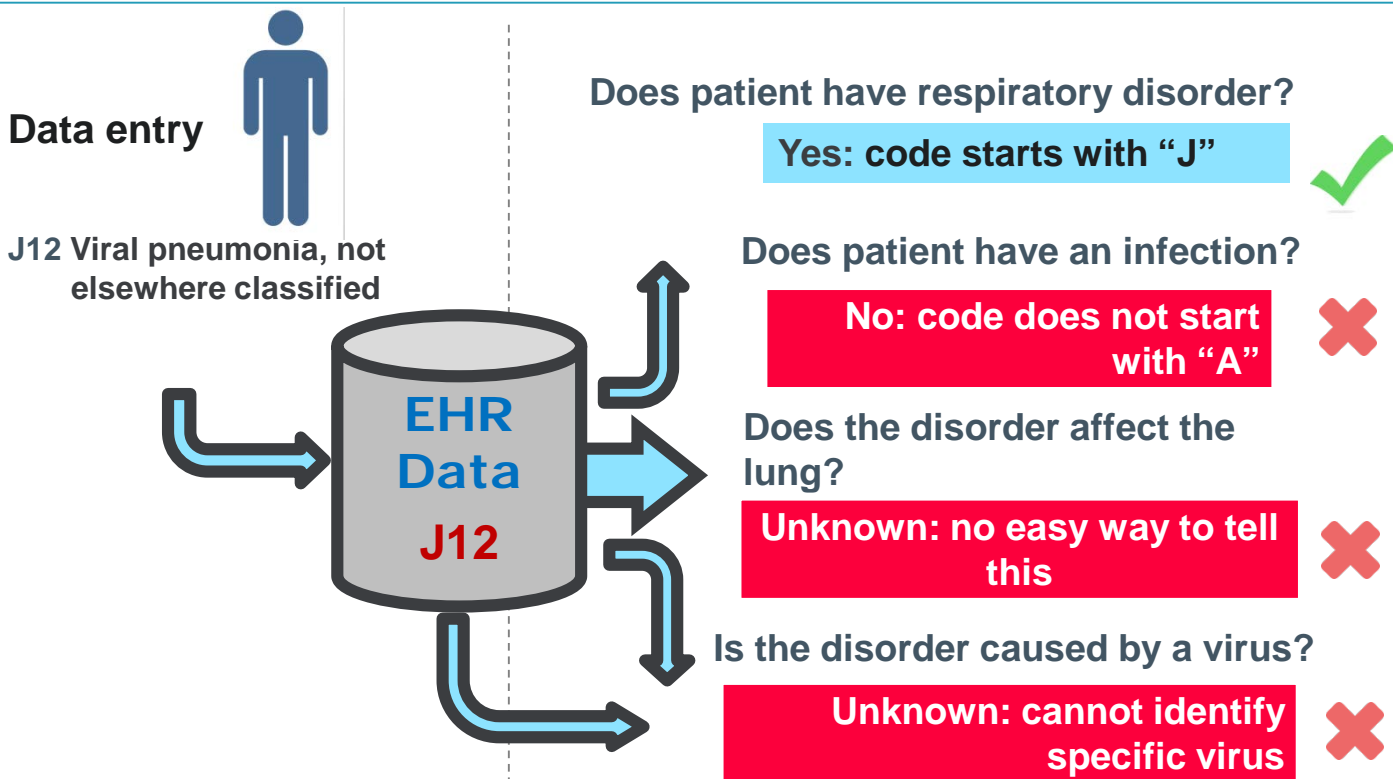 Data entry
J12 Viral pneumonia, not
elsewhere classified
EHR
Data
J12
Does patient have respiratory disorder?
Yes: code starts with “J”
Does patient have an infection?
No: code does not start
with “A”
Does the disorder affect the
lung?
Unknown: no easy way to tell
this
Is the disorder caused by a virus?
Unknown: cannot identify
specific virus